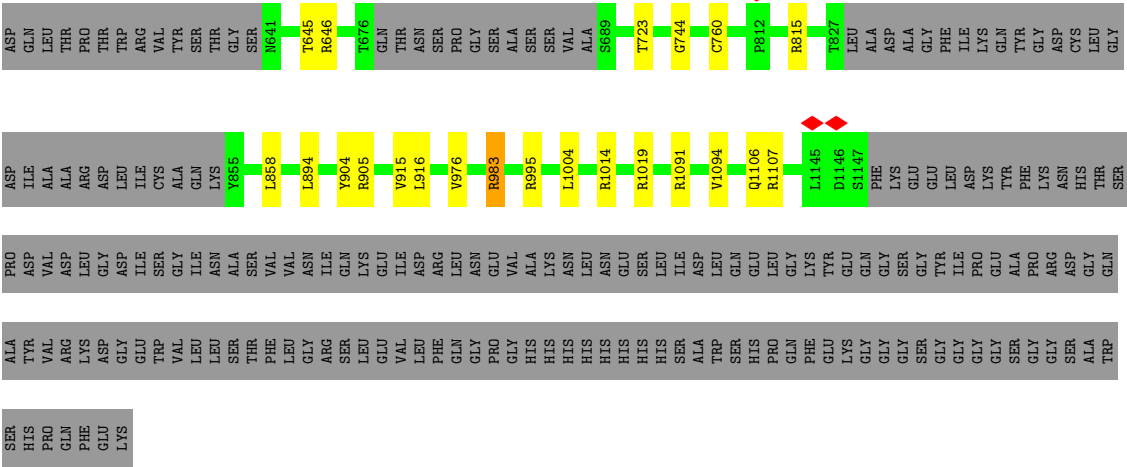 ASP GLN LEU THR PRO THR TRP ARG VAL TYR SER THR GLY SER N641 T645 R646 T676 GLN THR ASN SER PRO GLY SER ALA SER SER VAL ALA S689 T723 G744 C760 P812 R815 T827 LEU ALA ASP ALA GLY PHE ILE LYS GLN TYR GLY ASP CYS LEU GLY
ASP ILE ALA ALA ARG ASP LEU ILE CYS ALA GLN LYS Y855 L858 L894 Y904 R905 V915 L916 V976 R983 R995 L1004 R1014 R1019 R1091 V1094 Q1106 R1107 L1145 D1146 S1147 PHE LYS GLU GLU LEU ASP LYS TYR PHE LYS ASN HIS THR SER
PRO ASP VAL ASP LEU GLY ASP ILE SER GLY ILE ASN ALA SER VAL VAL ASN ILE GLN LYS GLU ILE ASP ARG LEU ASN GLU VAL ALA LYS ASN LEU ASN GLU SER LEU ILE ASP LEU GLN GLU LEU GLY LYS TYR GLU GLN GLY SER GLY TYR ILE PRO GLU ALA PRO ARG ASP GLY GLN
ALA TYR VAL ARG LYS ASP GLY GLU TRP VAL LEU LEU SER THR PHE LEU GLY ARG SER LEU GLU VAL LEU PHE GLN GLY PRO GLY HIS HIS HIS HIS HIS HIS HIS HIS SER ALA TRP SER HIS PRO GLN PHE GLU LYS GLY GLY GLY SER GLY GLY GLY GLY SER GLY GLY SER ALA TRP
SER HIS PRO GLN PHE GLU LYS